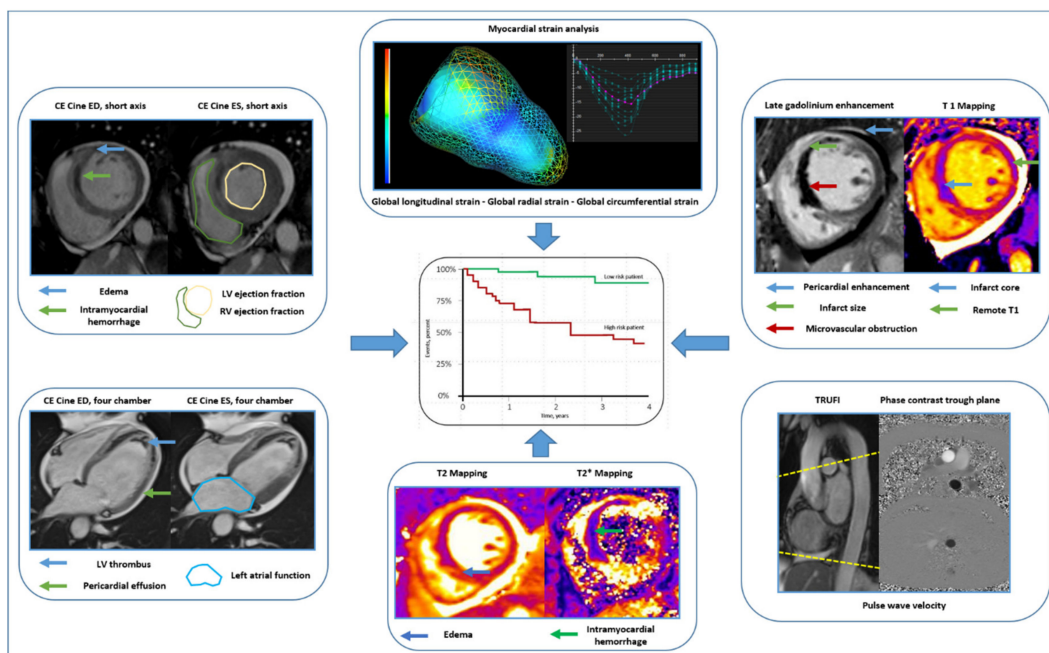 Myocardial strain analysis
Global longitudinal strain - Global radial strain - Global circumferential strain
CE Cine ED, short axis
CE Cine ES, short axis
Edema
Intramyocardial
hemorrhage
LV ejection fraction
RV ejection fraction
Late gadolinium enhancement
T 1 Mapping
Pericardial enhancement
Infarct size
Microvascular obstruction
Infarct core
Remote T1
100%
75%
50%
25%
0%
Events, percent
Low risk patient
High risk patient
0
1
2
3
4
Time, years
CE Cine ED, four chamber
CE Cine ES, four chamber
LV thrombus
Pericardial effusion
Left atrial function
T2 Mapping
T2* Mapping
Edema
Intramyocardial
hemorrhage
TRUFI
Phase contrast trough plane
Pulse wave velocity